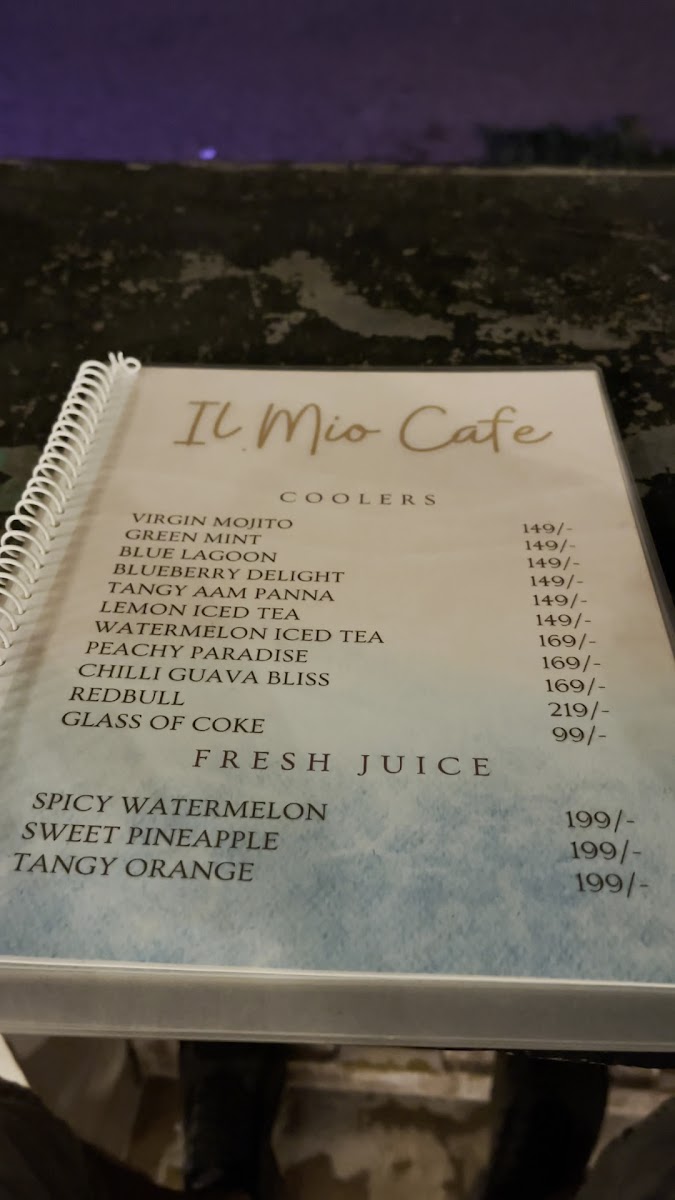 Il Mio Cafe
COOLERS
VIRGIN MOJITO 149/-
GREEN MINT 149/-
BLUE LAGOON 149/-
BLUEBERRY DELIGHT 149/-
TANGY AAM PANNA 149/-
LEMON ICED TEA 149/-
WATERMELON ICED TEA 169/-
PEACHY PARADISE 169/-
CHILLI GUAVA BLISS 169/-
REDBULL 219/-
GLASS OF COKE 99/-
FRESH JUICE
SPICY WATERMELON 199/-
SWEET PINEAPPLE 199/-
TANGY ORANGE 199/-